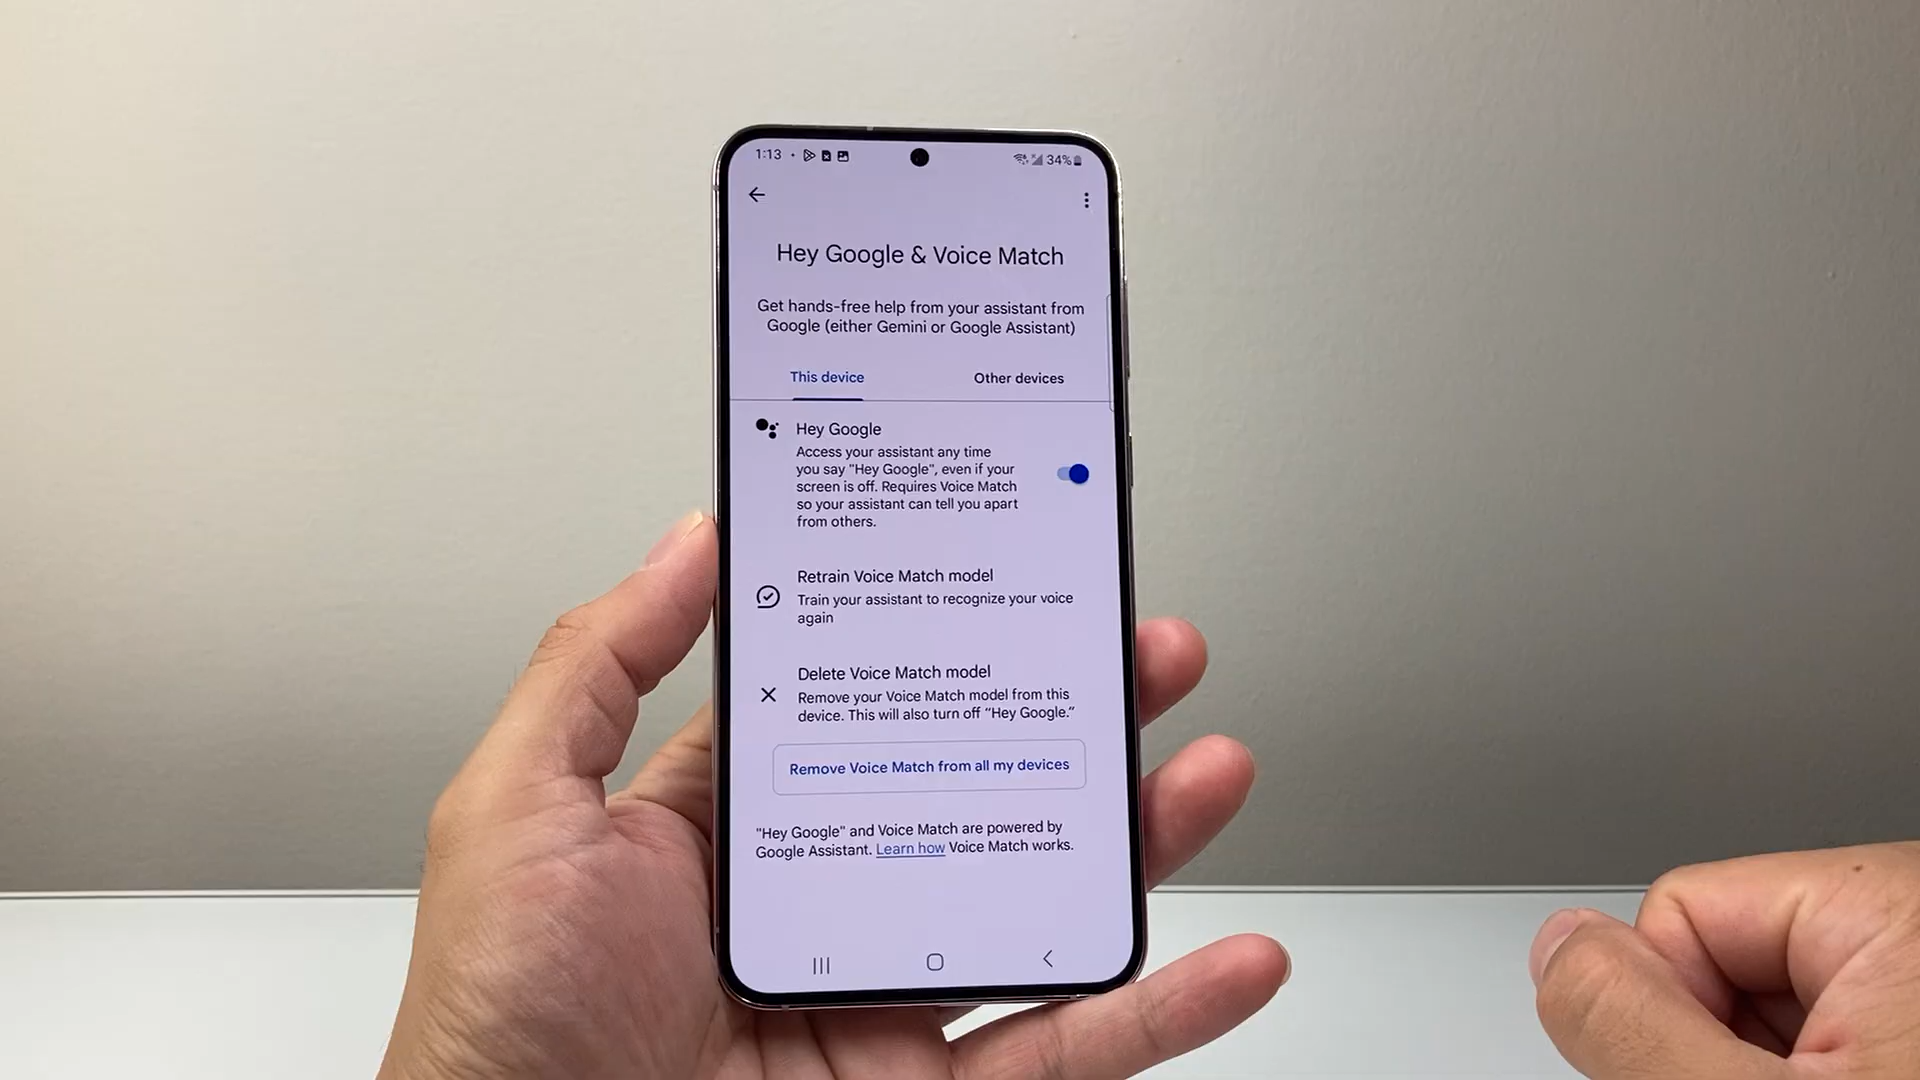 1:13
34%
Hey Google & Voice Match
Get hands-free help from your assistant from
Google (either Gemini or Google Assistant)
This device
Other devices
Hey Google
Access your assistant any time
you say "Hey Google", even if your
screen is off. Requires Voice Match
so your assistant can tell you apart
from others.
Retrain Voice Match model
Train your assistant to recognize your voice
again
Delete Voice Match model
Remove your Voice Match model from this
device. This will also turn off “Hey Google.”
Remove Voice Match from all my devices
"Hey Google" and Voice Match are powered by
Google Assistant. Learn how Voice Match works.